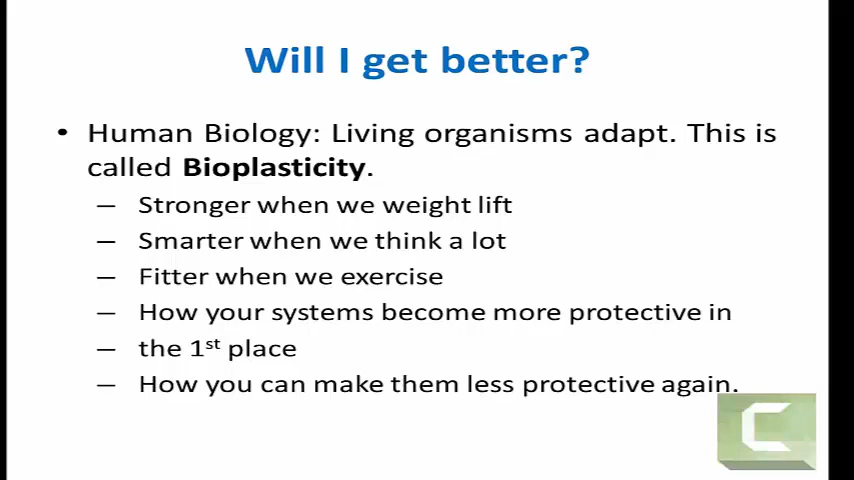 Will I get better?
• Human Biology: Living organisms adapt. This is
called Bioplasticity.
– Stronger when we weight lift
– Smarter when we think a lot
– Fitter when we exercise
– How your systems become more protective in
– the 1st place
– How you can make them less protective again.
C